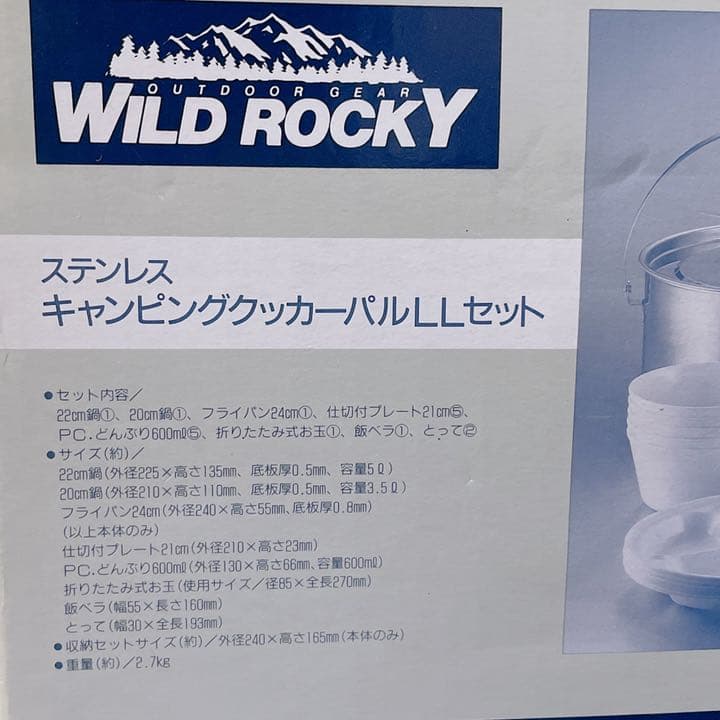 OUTDOOR GEAR
WILD ROCKY
ステンレス
キャンピングクッカーパルLLセット
●セット内容／
22cm鍋①、20cm鍋①、フライパン24cm①、仕切付プレート21cm⑤、
PC.どんぶり600㎖⑤、折りたたみ式お玉①、飯ベラ①、とって②
●サイズ(約)／
22cm鍋(外径225×高さ135㎜、底板厚0.5㎜、容量5ℓ)
20cm鍋(外径210×高さ110㎜、底板厚0.5㎜、容量3.5ℓ)
フライパン24cm(外径240×高さ55㎜、底板厚0.8㎜)
(以上本体のみ)
仕切付プレート21cm(外径210×高さ23㎜)
PC.どんぶり600㎖(外径130×高さ66㎜、容量600㎖)
折りたたみ式お玉(使用サイズ／径85×全長270㎜)
飯ベラ(幅55×長さ160㎜)
とって(幅30×全長193㎜)
●収納セットサイズ(約)／外径240×高さ165㎜(本体のみ)
●重量(約)／2.7kg